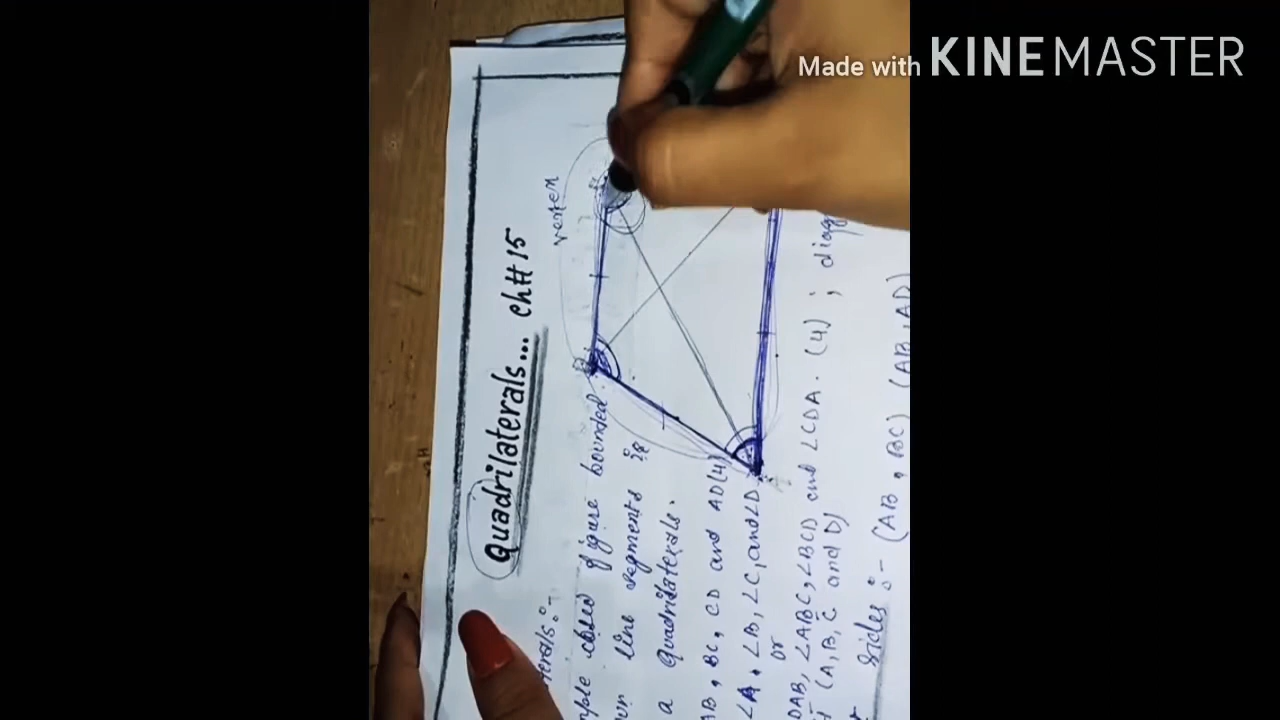 Made with KINEMASTER
Quadrilaterals... ch# 15
vertex
closed figure bounded
line segments is
a Quadrilaterals.
AB, BC, CD and AD (4)
∠A, ∠B, ∠C, and ∠D
or
DAB, ∠ABC, ∠BCD and ∠CDA. (4) ;
(A, B, C and D)
sides :-
(AB, BC) (AB, AD)